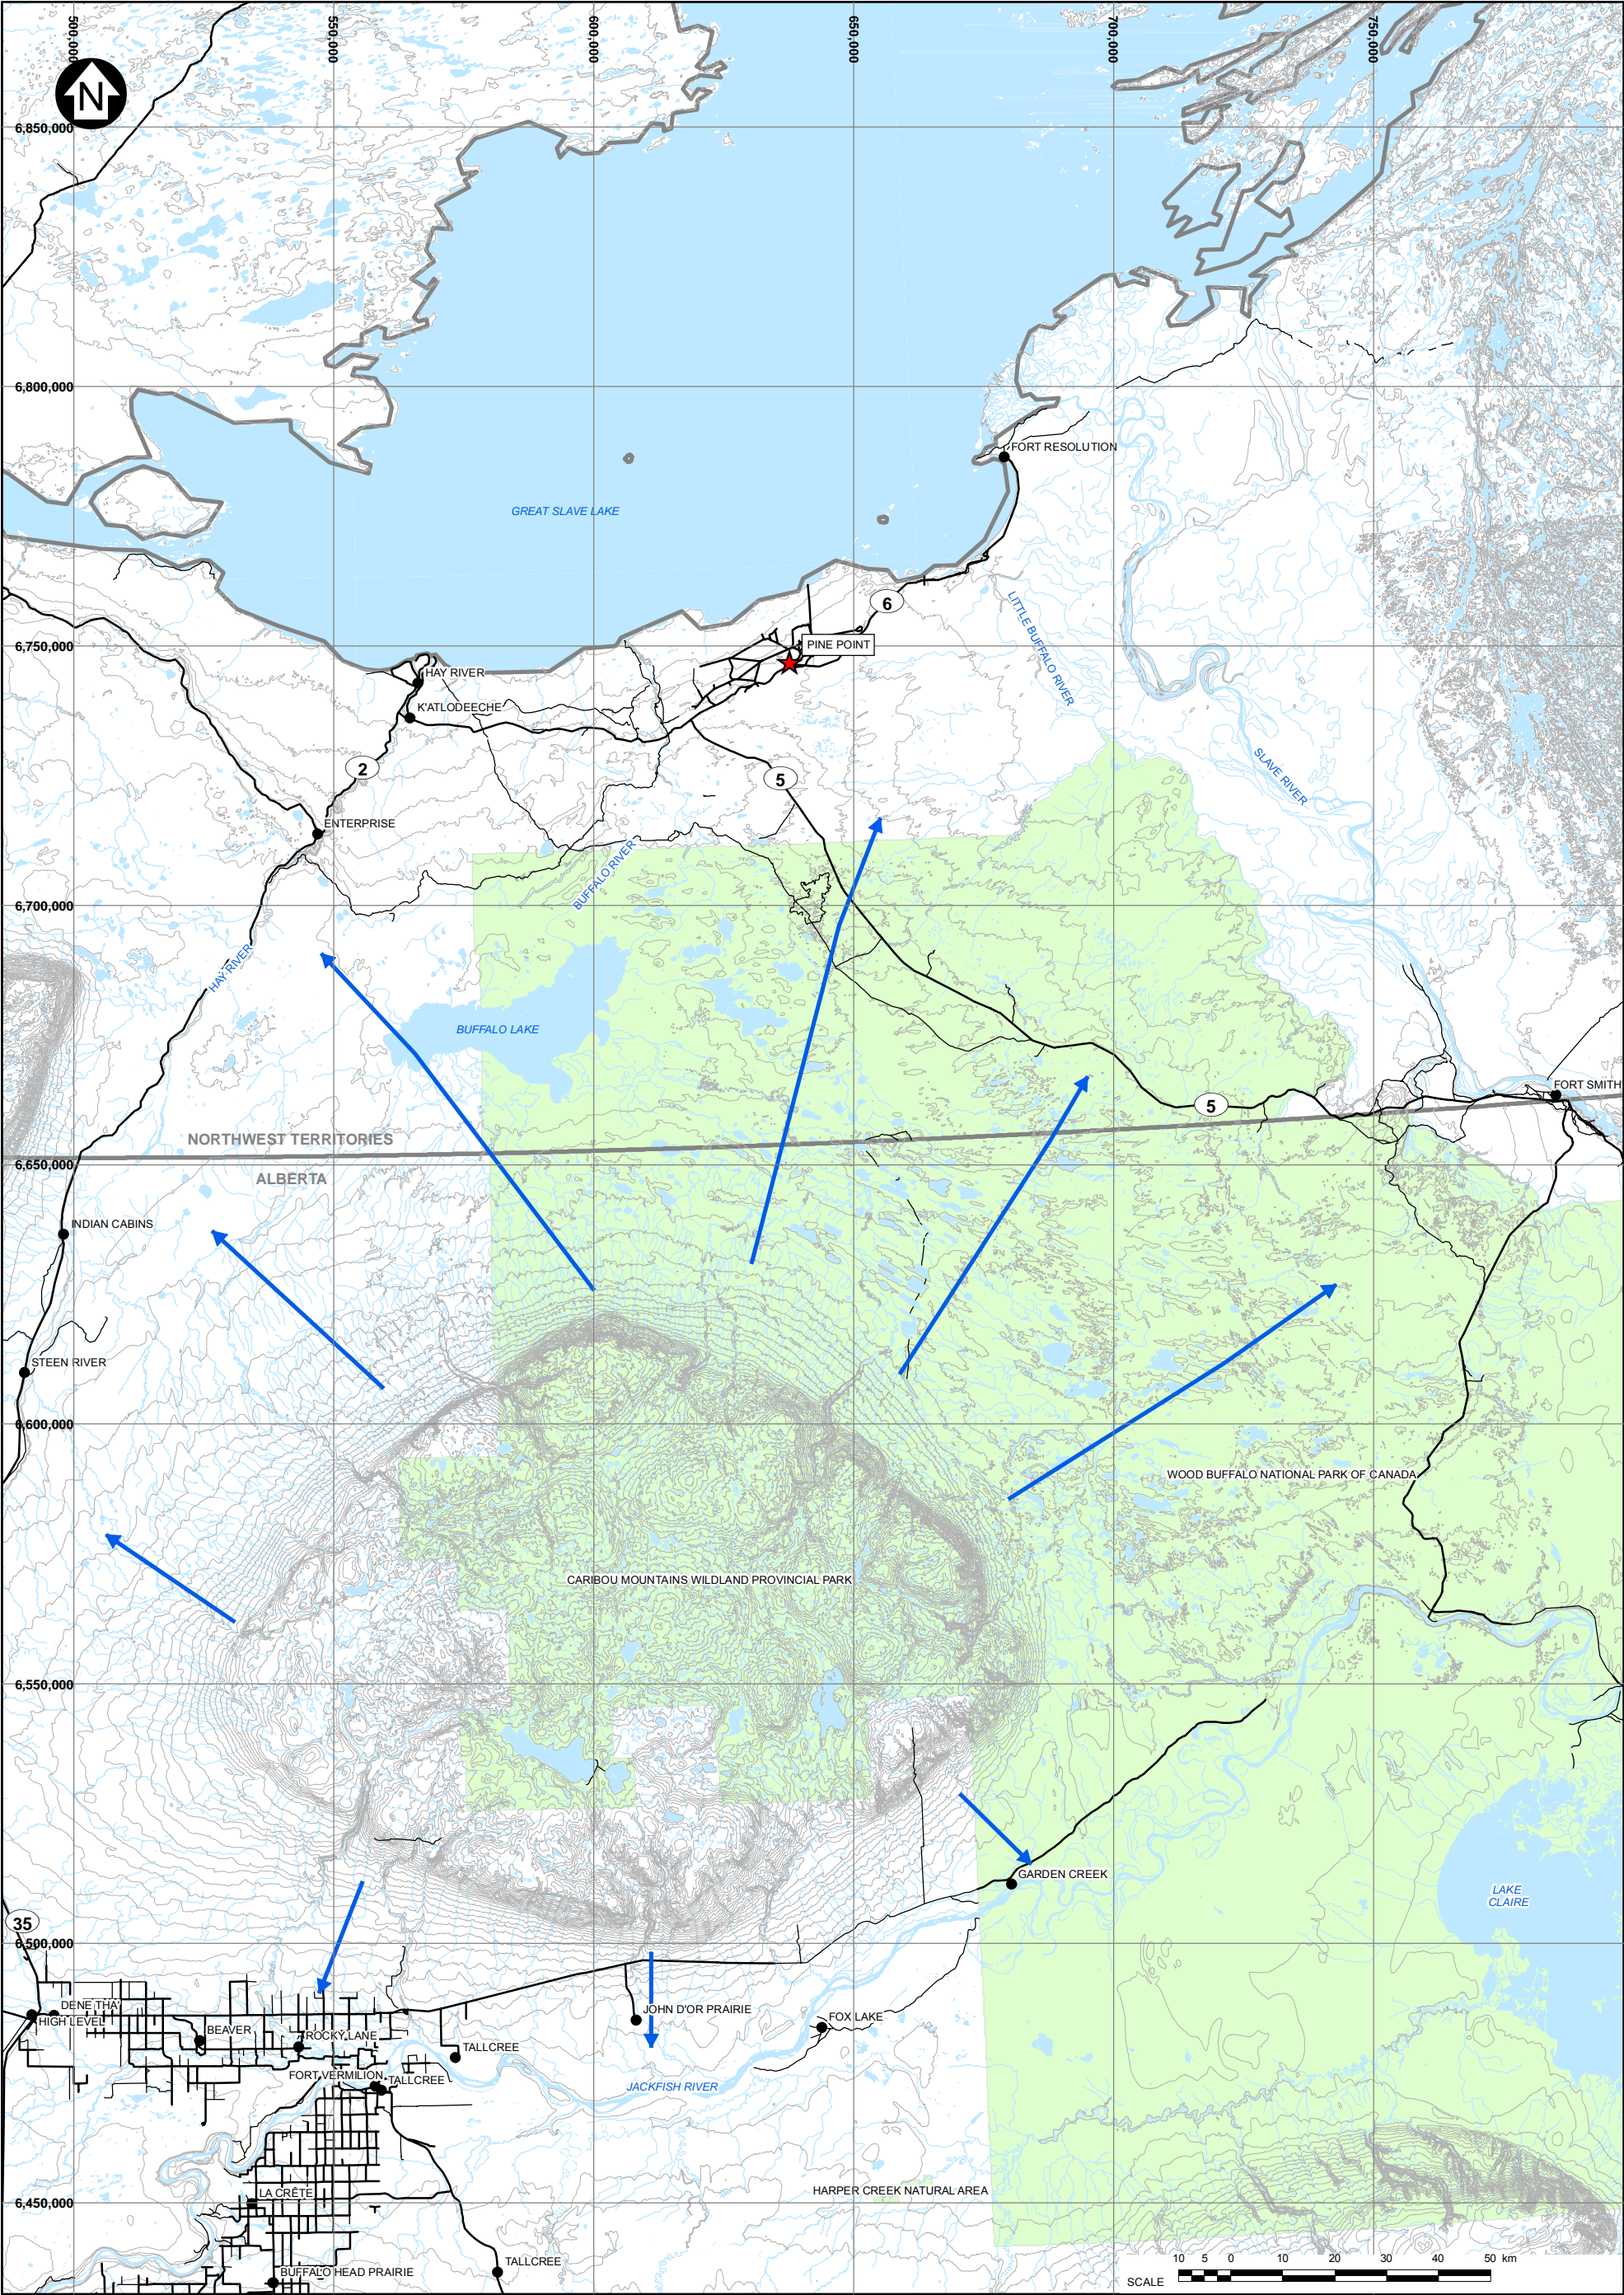 500,000
550,000
600,000
650,000
700,000
750,000
N
6,850,000
6,800,000
FORT RESOLUTION
GREAT SLAVE LAKE
6
LITTLE BUFFALO RIVER
6,750,000
PINE POINT
HAY RIVER
K'ATLODEECHE
2
5
SLAVE RIVER
ENTERPRISE
BUFFALO RIVER
6,700,000
HAY RIVER
BUFFALO LAKE
FORT SMITH
5
NORTHWEST TERRITORIES
6,650,000
ALBERTA
INDIAN CABINS
STEEN RIVER
6,600,000
WOOD BUFFALO NATIONAL PARK OF CANADA
CARIBOU MOUNTAINS WILDLAND PROVINCIAL PARK
6,550,000
GARDEN CREEK
LAKE
CLAIRE
35
6,500,000
DENE THA'
HIGH LEVEL
BEAVER
ROCKY LANE
JOHN D'OR PRAIRIE
FOX LAKE
TALLCREE
FORT VERMILION
TALLCREE
JACKFISH RIVER
LA CRÊTE
HARPER CREEK NATURAL AREA
6,450,000
TALLCREE
BUFFALO HEAD PRAIRIE
10 5 0 10 20 30 40 50 km
SCALE